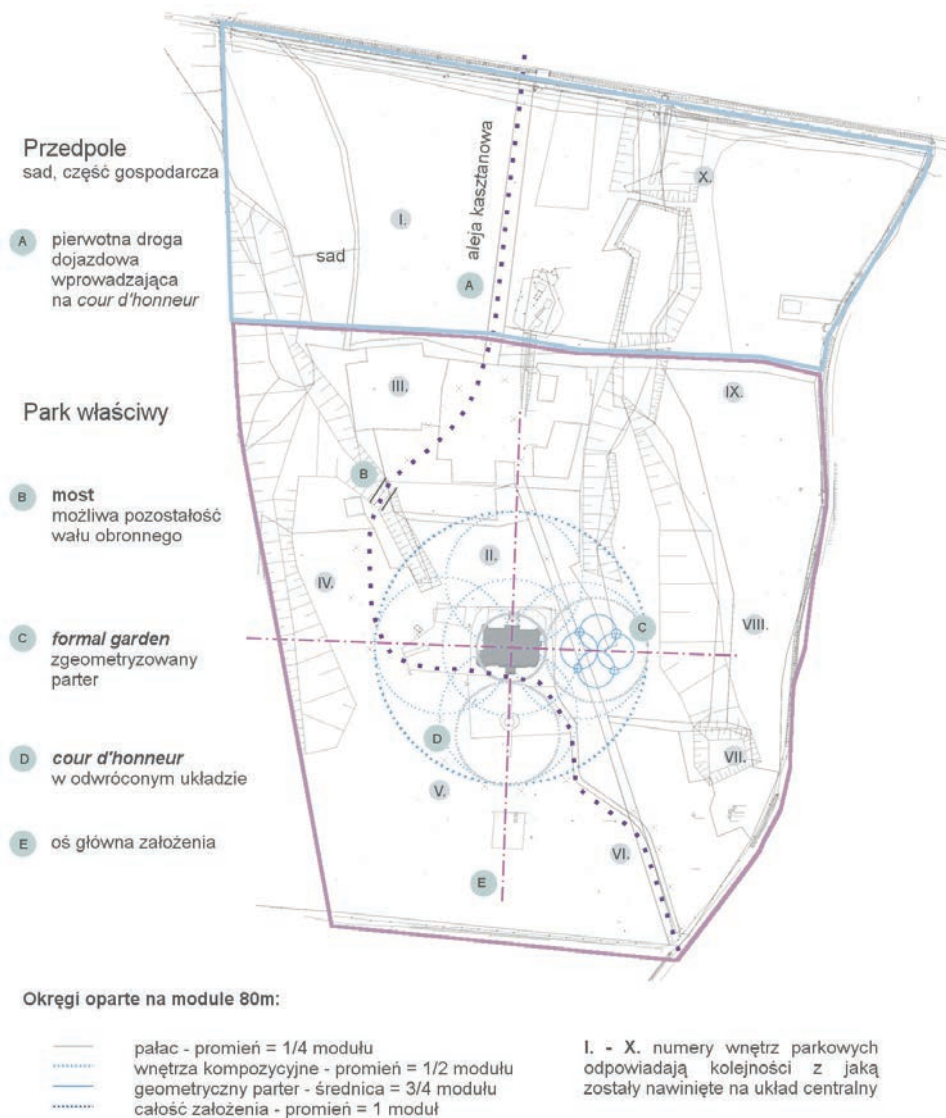 Przedpole
sad, część gospodarcza
A pierwotna droga
dojazdowa
wprowadzająca
na cour d'honneur
Park właściwy
B most
możliwa pozostałość
wału obronnego
C formal garden
zgeometryzowany
parter
D cour d'honneur
w odwróconym układzie
E oś główna założenia
I.
X.
aleja kasztanowa
sad
A
III.
IX.
B
II.
IV.
C
VIII.
D
VII.
V.
VI.
E
Okręgi oparte na module 80m:
pałac - promień = 1/4 modułu
wnętrza kompozycyjne - promień = 1/2 modułu
geometryczny parter - średnica = 3/4 modułu
całość założenia - promień = 1 moduł
I. - X. numery wnętrz parkowych
odpowiadają kolejności z jaką
zostały nawinięte na układ centralny